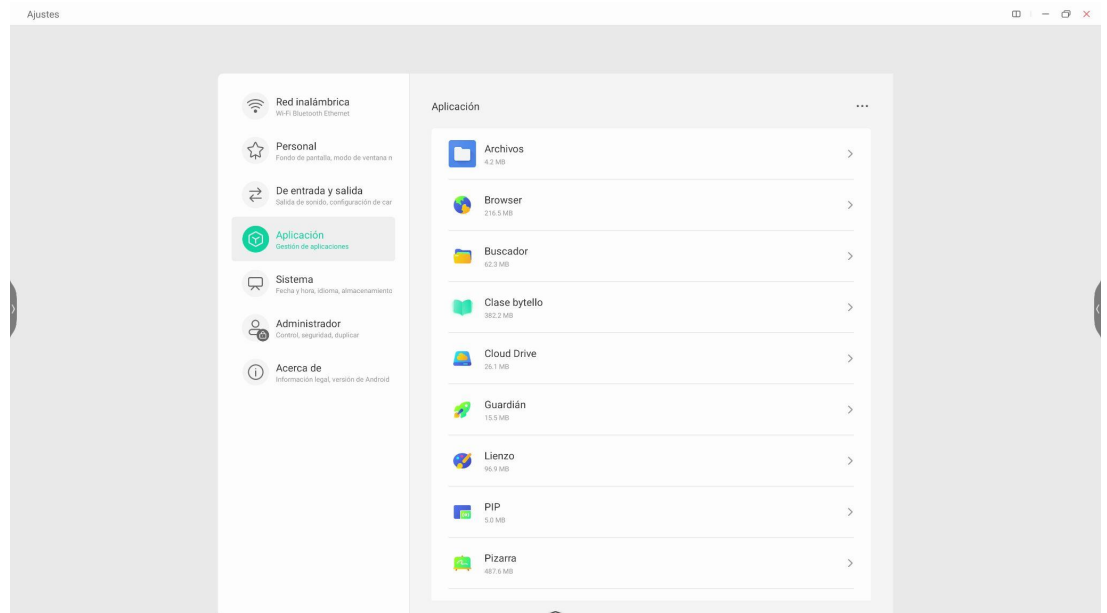 Ajustes
Red inalámbrica
Wi-Fi Bluetooth Ethernet
Personal
Fondo de pantalla, modo de ventana n
De entrada y salida
Salida de sonido, configuración de car
Aplicación
Gestión de aplicaciones
Sistema
Fecha y hora, idioma, almacenamiento
Administrador
Control, seguridad, duplicar
Acerca de
Información legal, versión de Android
Aplicación
Archivos
4.2 MB
Browser
216.5 MB
Buscador
62.3 MB
Clase bytello
382.2 MB
Cloud Drive
26.1 MB
Guardián
15.5 MB
Lienzo
96.9 MB
PIP
5.0 MB
Pizarra
487.6 MB